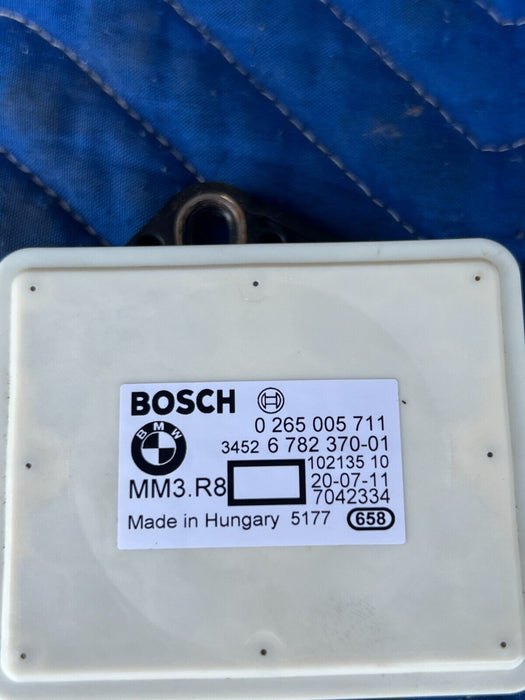 BOSCH
0 265 005 711
BMW
3452 6 782 370-01
102135 10
MM3.R8
20-07-11
7042334
Made in Hungary 5177 658